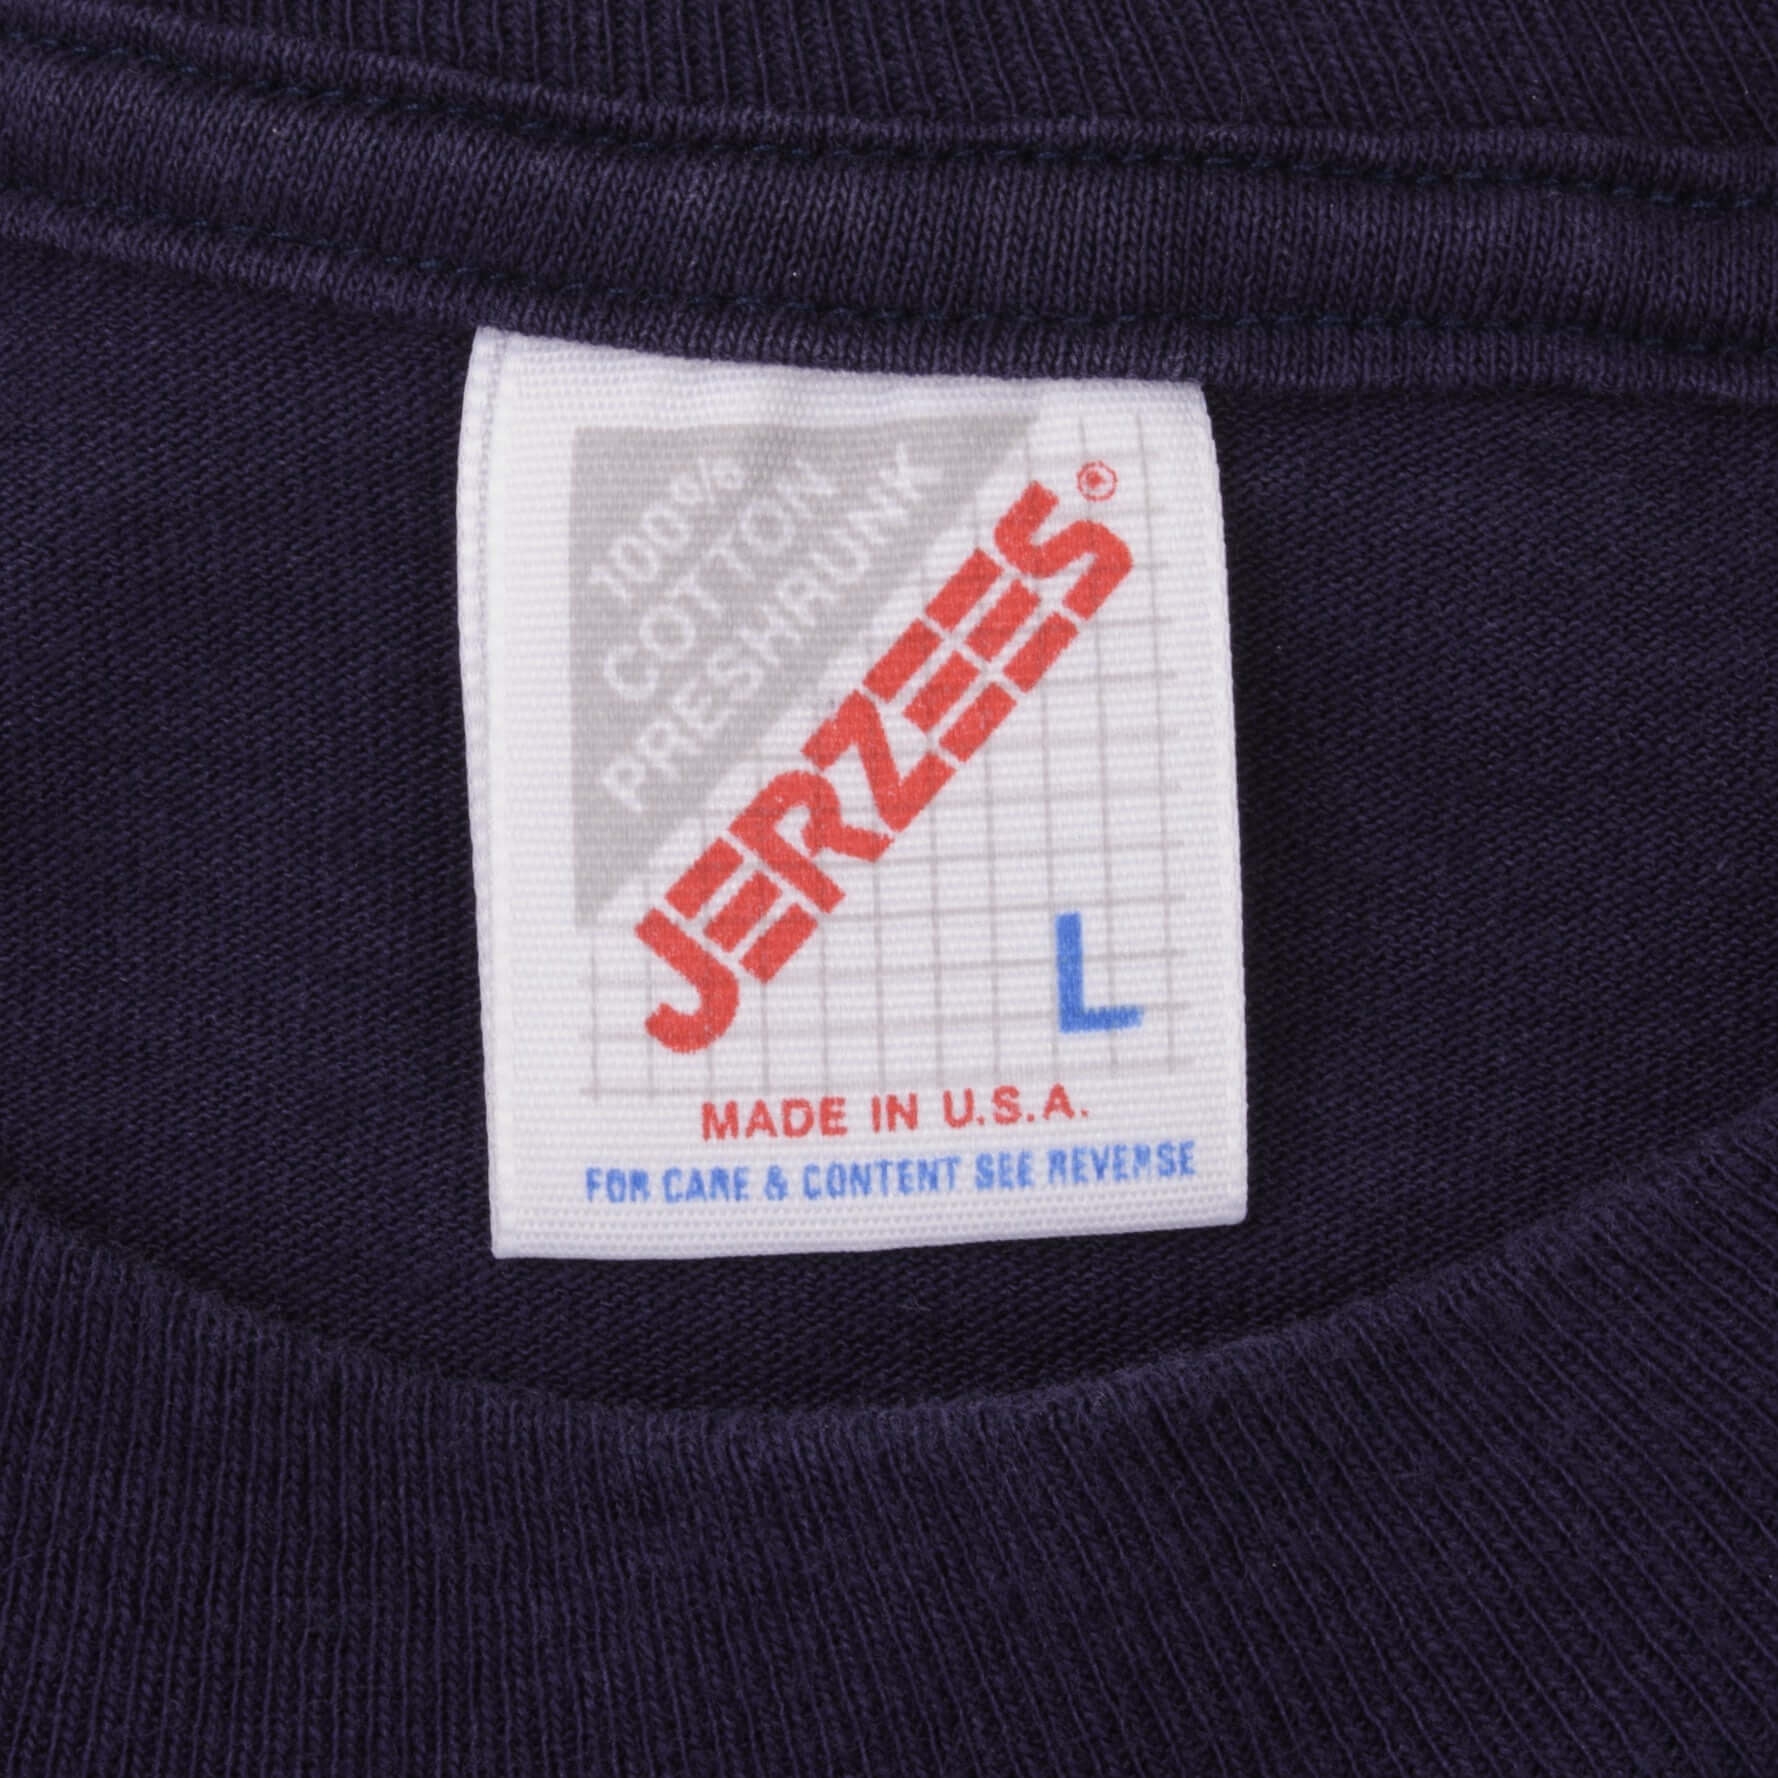 100%
COTTON
PRESHRUNK
JERZEES®
L
MADE IN U.S.A.
FOR CARE & CONTENT SEE REVERSE